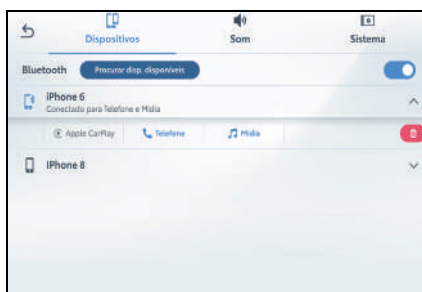 Dispositivos
Som
Sistema
Bluetooth
Procurar disp. disponíveis
iPhone 6
Conectado para Telefone e Mídia
Apple CarPlay
Telefone
Mídia
iPhone 8